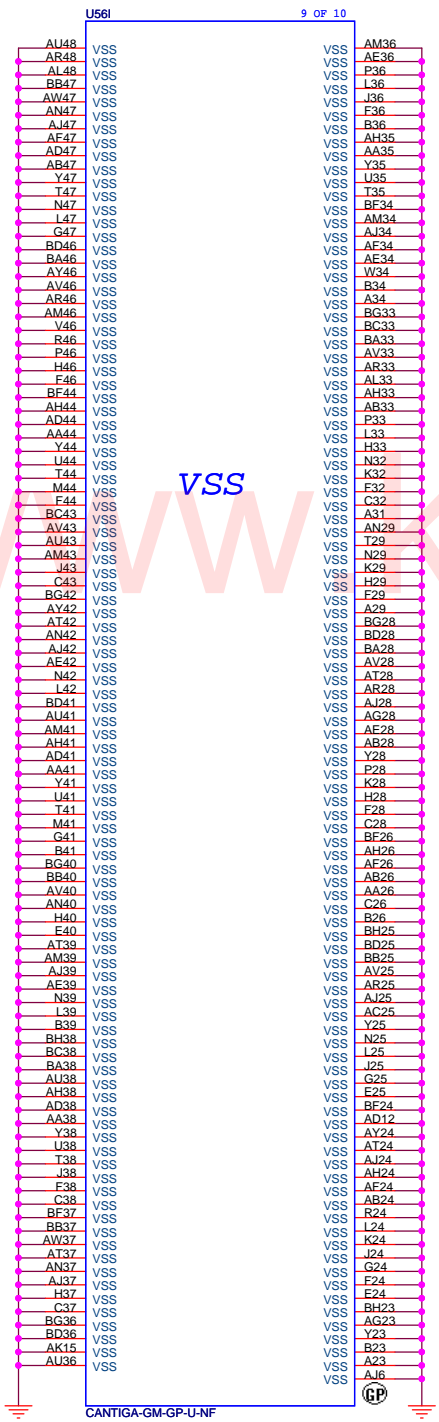 U56I 9 OF 10
AU48 VSS VSS AM36
AR48 VSS VSS AE36
AL48 VSS VSS P36
BB47 VSS VSS L36
AW47 VSS VSS J36
AN47 VSS VSS F36
AJ47 VSS VSS B36
AF47 VSS VSS AH35
AD47 VSS VSS AA35
AB47 VSS VSS Y35
Y47 VSS VSS U35
T47 VSS VSS T35
N47 VSS VSS BF34
L47 VSS VSS AM34
G47 VSS VSS AJ34
BD46 VSS VSS AF34
BA46 VSS VSS AE34
AY46 VSS VSS W34
AV46 VSS VSS B34
AR46 VSS VSS A34
AM46 VSS VSS BG33
V46 VSS VSS BC33
R46 VSS VSS BA33
P46 VSS VSS AV33
H46 VSS VSS AR33
F46 VSS VSS AL33
BF44 VSS VSS AH33
AH44 VSS VSS AB33
AD44 VSS VSS P33
AA44 VSS VSS L33
Y44 VSS VSS H33
U44 VSS VSS N32
T44 VSS VSS K32
VSS
M44 VSS VSS F32
F44 VSS VSS C32
BC43 VSS VSS A31
AV43 VSS VSS AN29
AU43 VSS VSS T29
AM43 VSS VSS N29
J43 VSS VSS K29
C43 VSS VSS H29
BG42 VSS VSS F29
AY42 VSS VSS A29
AT42 VSS VSS BG28
AN42 VSS VSS BD28
AJ42 VSS VSS BA28
AE42 VSS VSS AV28
N42 VSS VSS AT28
L42 VSS VSS AR28
BD41 VSS VSS AJ28
AU41 VSS VSS AG28
AM41 VSS VSS AE28
AH41 VSS VSS AB28
AD41 VSS VSS Y28
AA41 VSS VSS P28
Y41 VSS VSS K28
U41 VSS VSS H28
T41 VSS VSS F28
M41 VSS VSS C28
G41 VSS VSS BF26
B41 VSS VSS AH26
BG40 VSS VSS AF26
BB40 VSS VSS AB26
AV40 VSS VSS AA26
AN40 VSS VSS C26
H40 VSS VSS B26
E40 VSS VSS BH25
AT39 VSS VSS BD25
AM39 VSS VSS BB25
AJ39 VSS VSS AV25
AE39 VSS VSS AR25
N39 VSS VSS AJ25
L39 VSS VSS AC25
B39 VSS VSS Y25
BH38 VSS VSS N25
BC38 VSS VSS L25
BA38 VSS VSS J25
AU38 VSS VSS G25
AH38 VSS VSS E25
AD38 VSS VSS BF24
AA38 VSS VSS AD12
Y38 VSS VSS AY24
U38 VSS VSS AT24
T38 VSS VSS AJ24
J38 VSS VSS AH24
F38 VSS VSS AF24
C38 VSS VSS AB24
BF37 VSS VSS R24
BB37 VSS VSS L24
AW37 VSS VSS K24
AT37 VSS VSS J24
AN37 VSS VSS G24
AJ37 VSS VSS F24
H37 VSS VSS E24
C37 VSS VSS BH23
BG36 VSS VSS AG23
BD36 VSS VSS Y23
AK15 VSS VSS B23
AU36 VSS VSS A23
VSS AJ6
GP
CANTIGA-GM-GP-U-NF